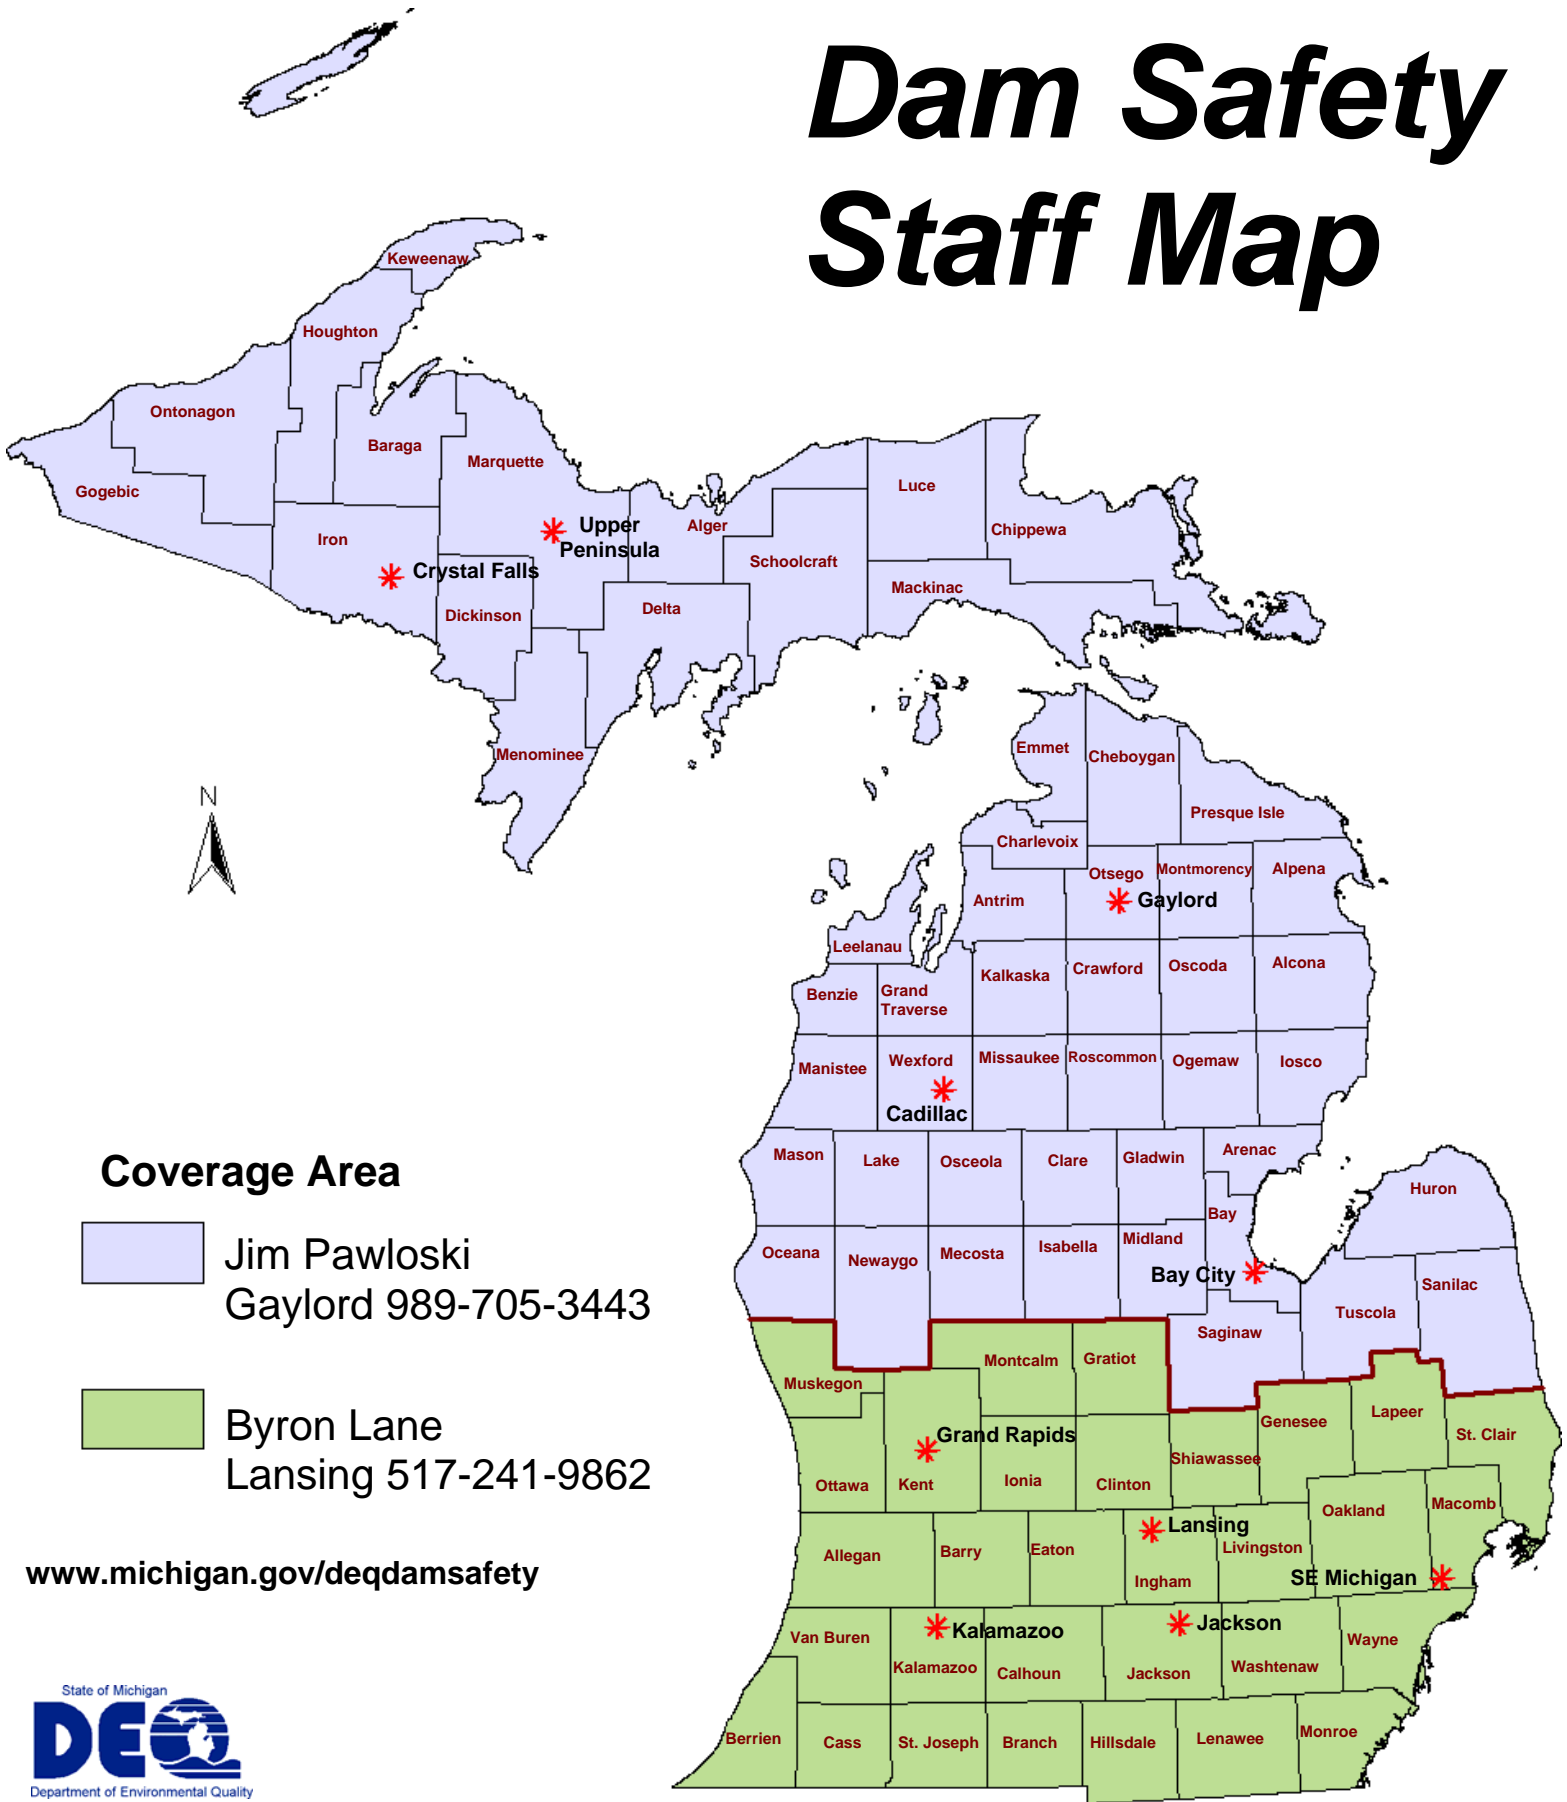 Dam Safety
Staff Map
Keweenaw
Houghton
Ontonagon
Baraga
Marquette
Gogebic
Luce
Iron
Upper
Peninsula
Alger
Chippewa
Crystal Falls
Schoolcraft
Mackinac
Dickinson
Delta
Menominee
Emmet
Cheboygan
N
Presque Isle
Charlevoix
Otsego
Montmorency
Alpena
Antrim
Gaylord
Leelanau
Kalkaska
Crawford
Oscoda
Alcona
Benzie
Grand
Traverse
Manistee
Wexford
Missaukee
Roscommon
Ogemaw
Iosco
Cadillac
Mason
Lake
Osceola
Clare
Gladwin
Arenac
Huron
Bay
Oceana
Newaygo
Mecosta
Isabella
Midland
Bay City
Sanilac
Tuscola
Saginaw
Coverage Area
Jim Pawloski
Gaylord 989-705-3443
Byron Lane
Lansing 517-241-9862
www.michigan.gov/deqdamsafety
Montcalm
Gratiot
Muskegon
Genesee
Lapeer
St. Clair
Grand Rapids
Shiawassee
Ottawa
Kent
Ionia
Clinton
Oakland
Macomb
Lansing
Livingston
Allegan
Barry
Eaton
Ingham
SE Michigan
Van Buren
Kalamazoo
Jackson
Wayne
Kalamazoo
Calhoun
Jackson
Washtenaw
Berrien
Cass
St. Joseph
Branch
Hillsdale
Lenawee
Monroe
State of Michigan
DEQ
Department of Environmental Quality